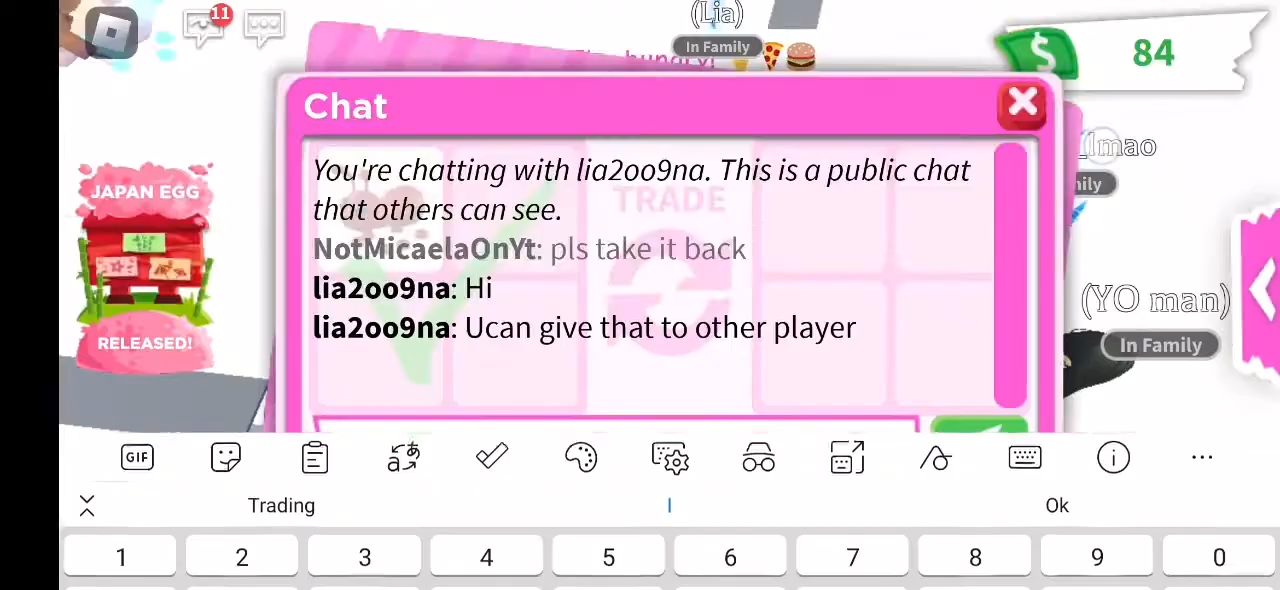 11
(Lia)
In Family
84
Chat
lmao
JAPAN EGG
You're chatting with lia2oo9na. This is a public chat
that others can see.
TRADE
NotMicaelaOnYt: pls take it back
lia2oo9na: Hi
lia2oo9na: Ucan give that to other player
(YO man)
In Family
RELEASED!
GIF
Trading
I
Ok
1 2 3 4 5 6 7 8 9 0